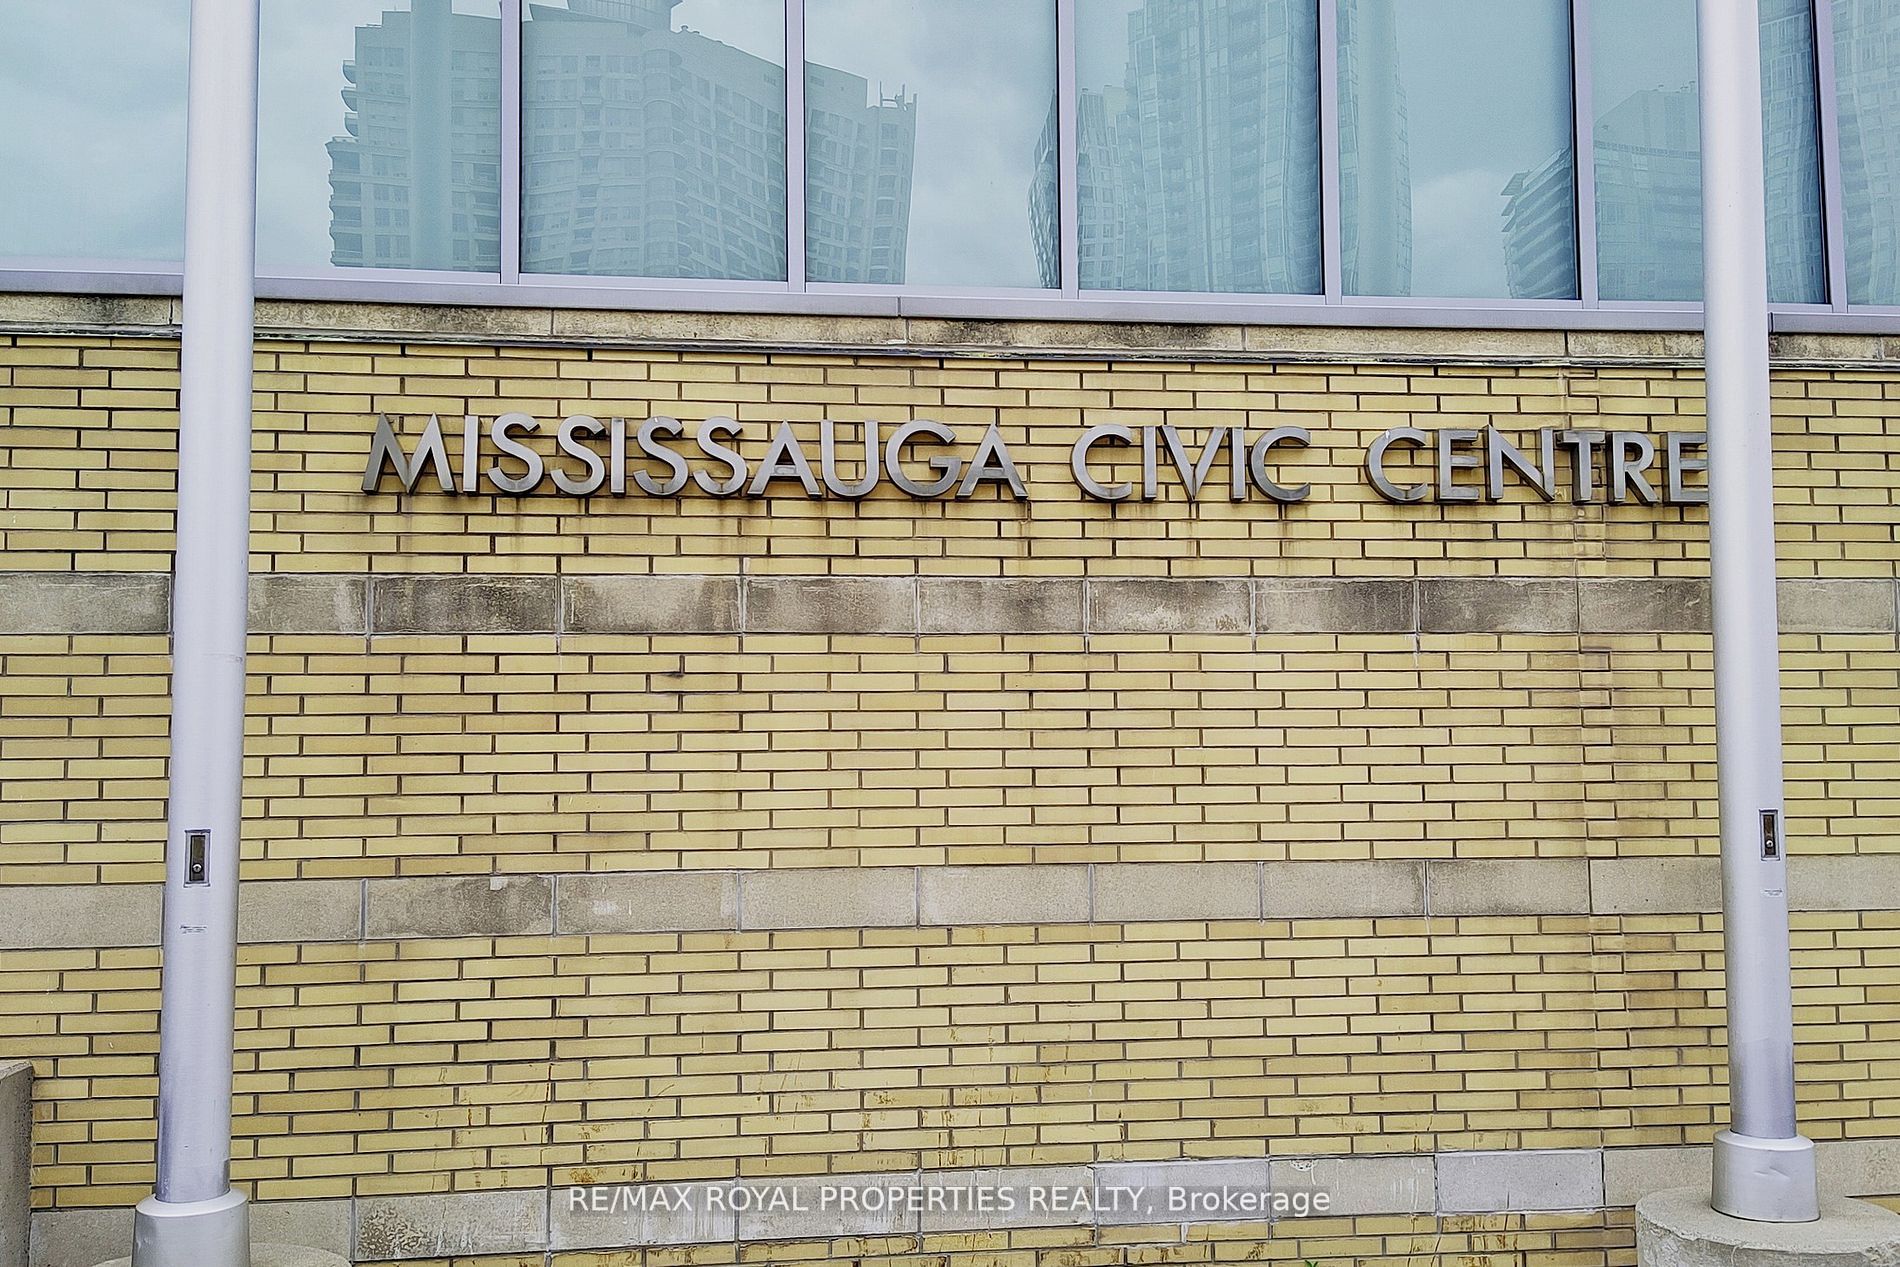 MISSISSAUGA CIVIC CENTRE
RE/MAX ROYAL PROPERTIES REALTY, Brokerage